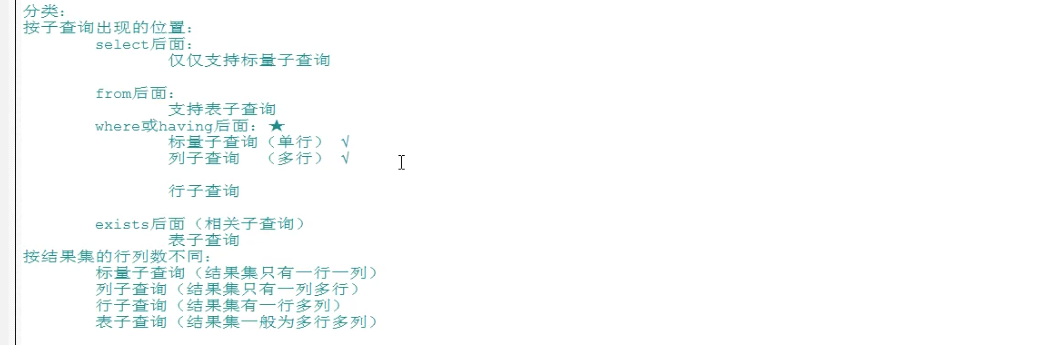 分类：
按子查询出现的位置：
select后面：
仅仅支持标量子查询
from后面：
支持表子查询
where或having后面：★
标量子查询（单行） √
列子查询 （多行） √
行子查询
exists后面（相关子查询）
表子查询
按结果集的行列数不同：
标量子查询（结果集只有一行一列）
列子查询（结果集只有一列多行）
行子查询（结果集有一行多列）
表子查询（结果集一般为多行多列）